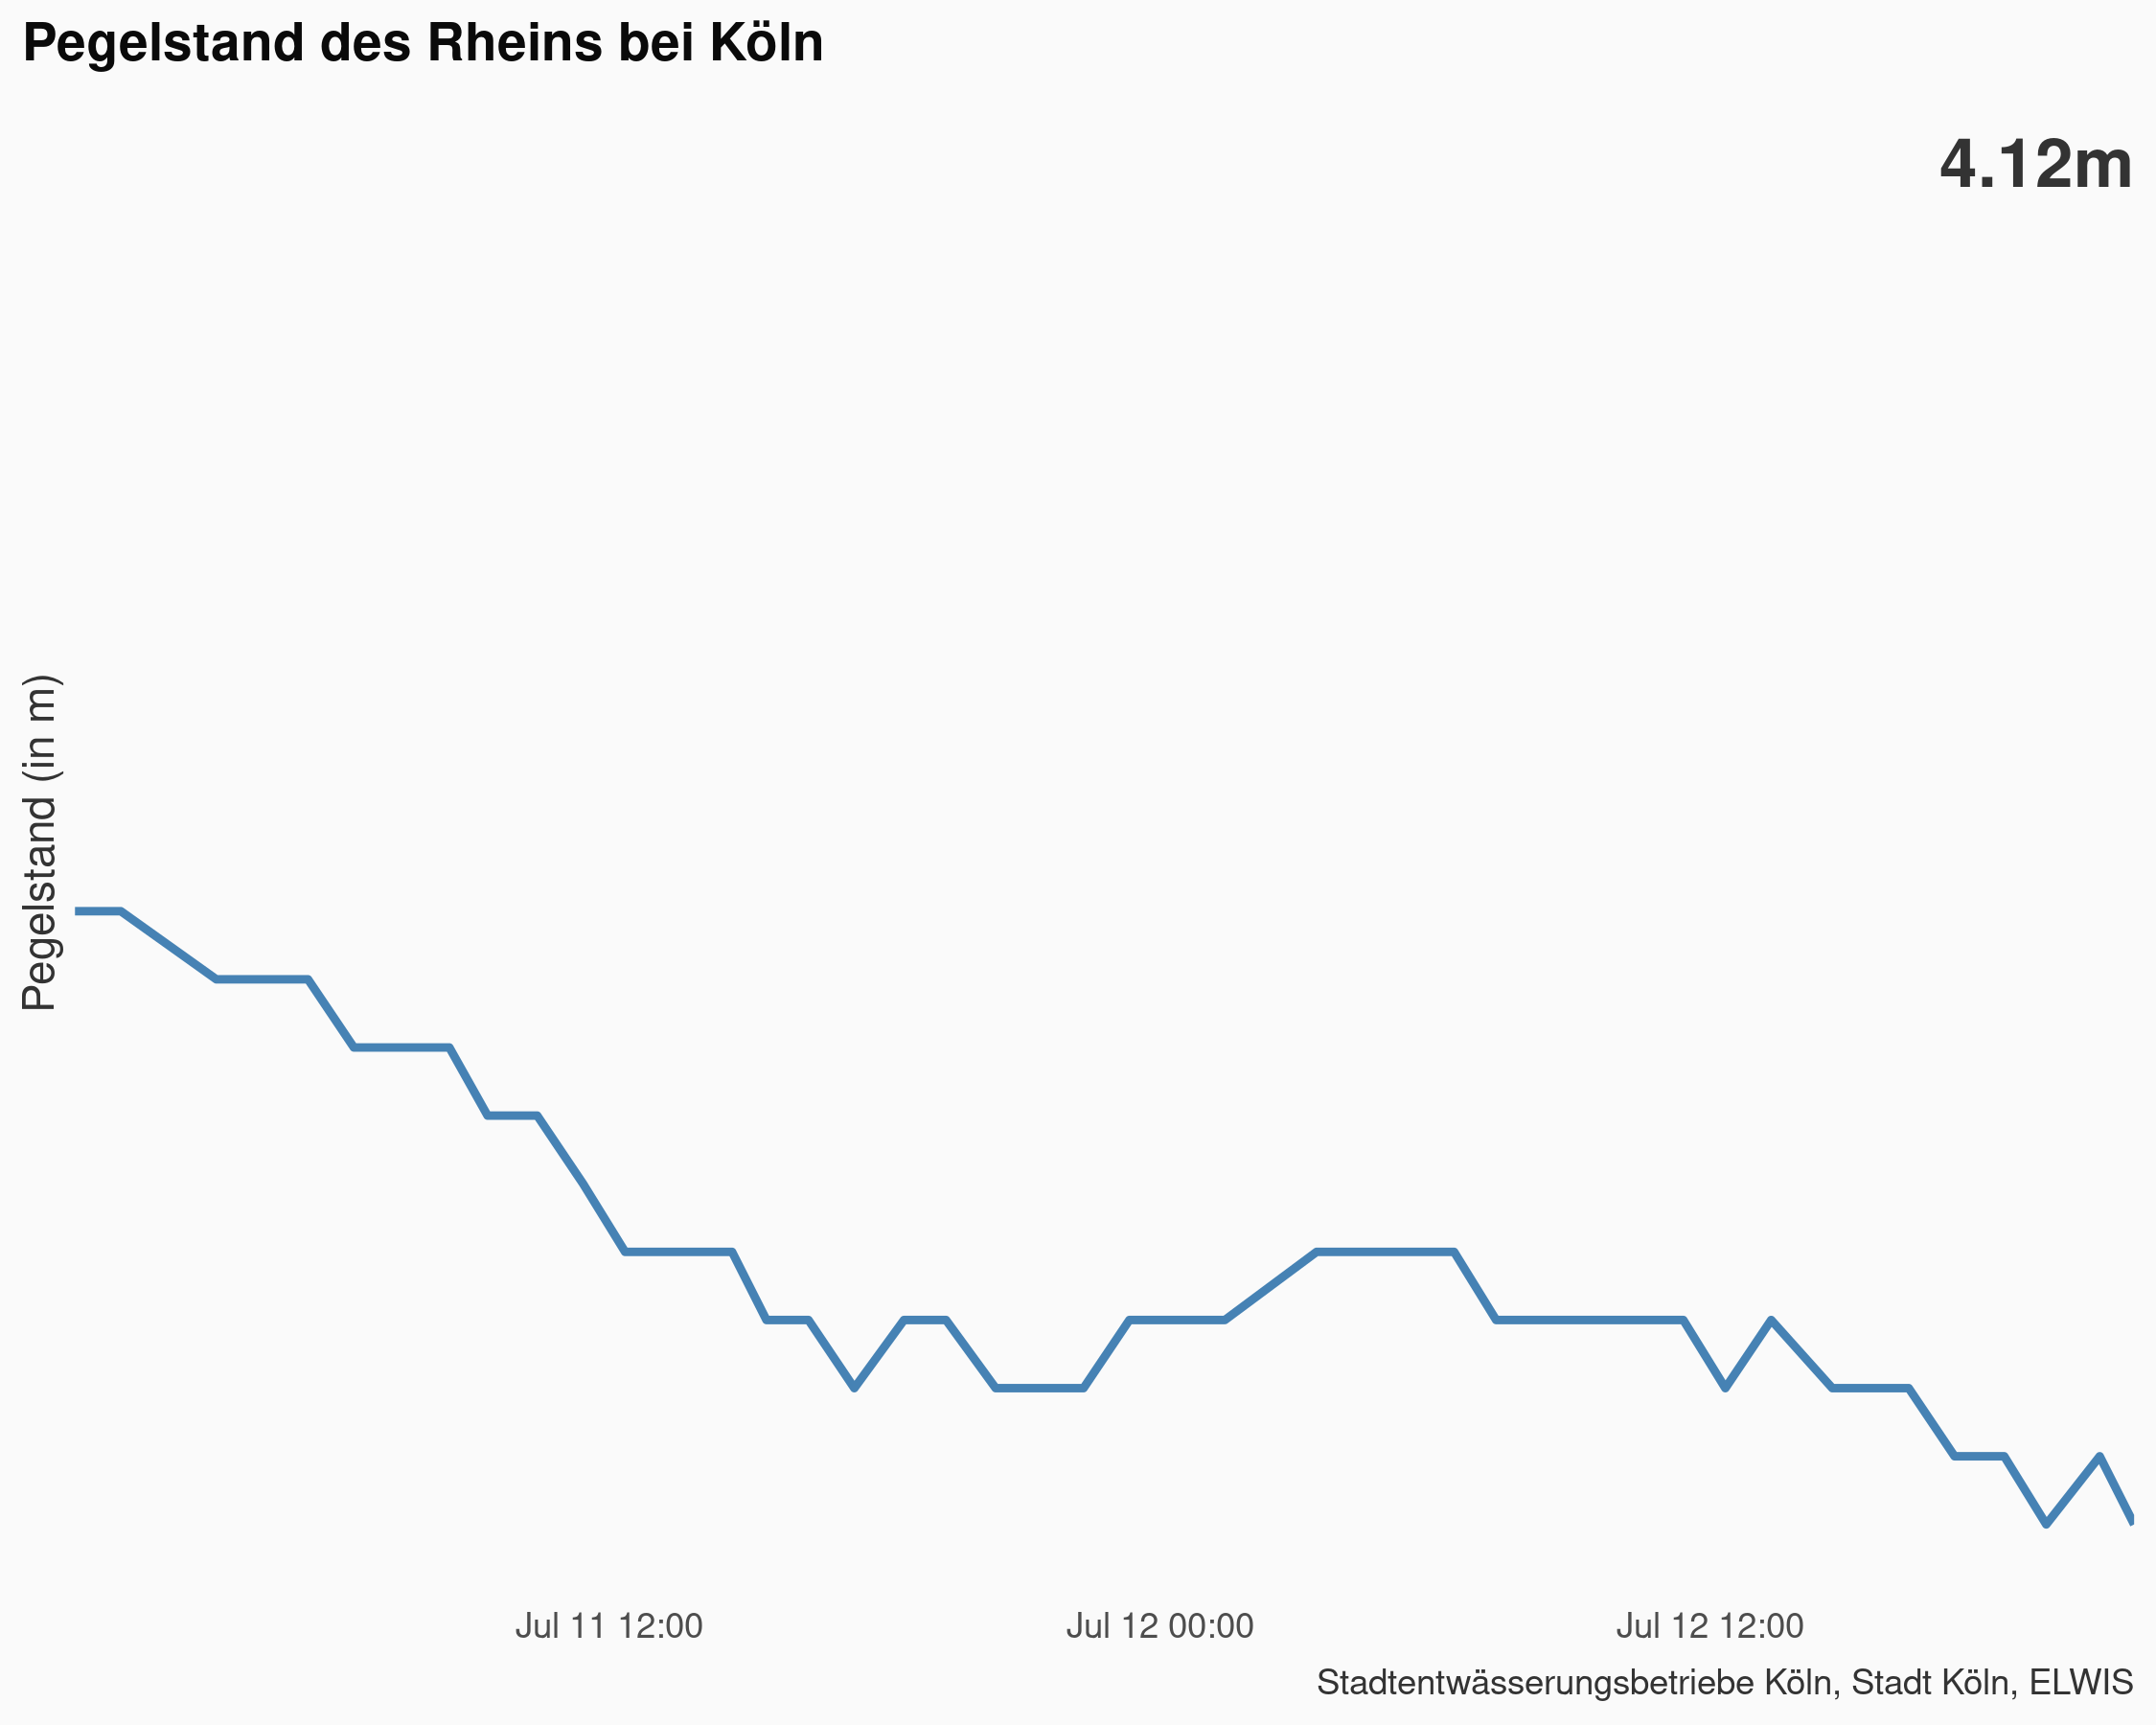 Pegelstand des Rheins bei Köln
4.12m
Pegelstand (in m)
Jul 11 12:00
Jul 12 00:00
Jul 12 12:00
Stadtentwässerungsbetriebe Köln, Stadt Köln, ELWIS